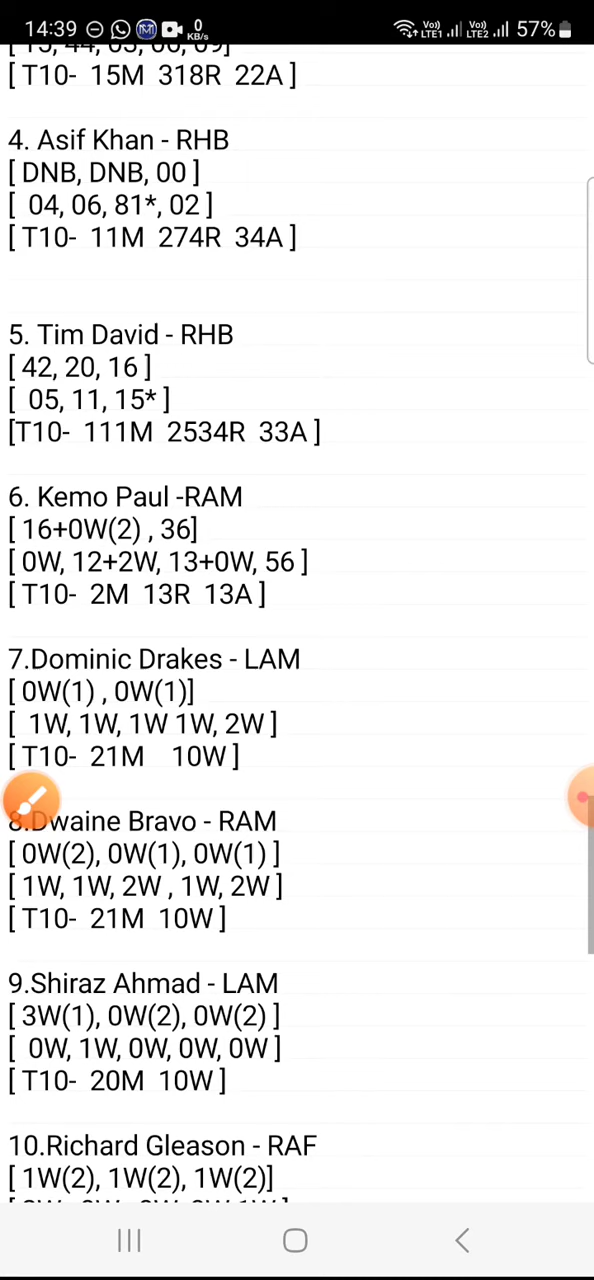 14:39 0 KB/s Vo)) LTE1 Vo)) LTE2 57%
[ T10- 15M 318R 22A ]
4. Asif Khan - RHB
[ DNB, DNB, 00 ]
[ 04, 06, 81*, 02 ]
[ T10- 11M 274R 34A ]
5. Tim David - RHB
[ 42, 20, 16 ]
[ 05, 11, 15* ]
[T10- 111M 2534R 33A ]
6. Kemo Paul -RAM
[ 16+0W(2) , 36]
[ 0W, 12+2W, 13+0W, 56 ]
[ T10- 2M 13R 13A ]
7.Dominic Drakes - LAM
[ 0W(1) , 0W(1)]
[ 1W, 1W, 1W 1W, 2W ]
[ T10- 21M 10W ]
8.Dwaine Bravo - RAM
[ 0W(2), 0W(1), 0W(1) ]
[ 1W, 1W, 2W , 1W, 2W ]
[ T10- 21M 10W ]
9.Shiraz Ahmad - LAM
[ 3W(1), 0W(2), 0W(2) ]
[ 0W, 1W, 0W, 0W, 0W ]
[ T10- 20M 10W ]
10.Richard Gleason - RAF
[ 1W(2), 1W(2), 1W(2)]